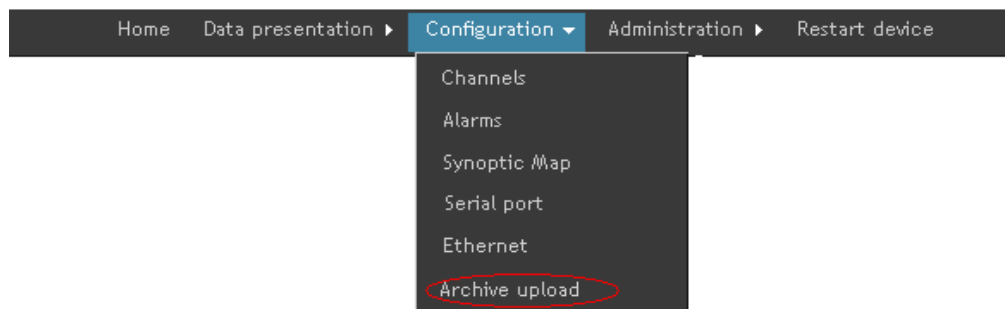 Home Data presentation Configuration Administration Restart device
Channels
Alarms
Synoptic Map
Serial port
Ethernet
Archive upload